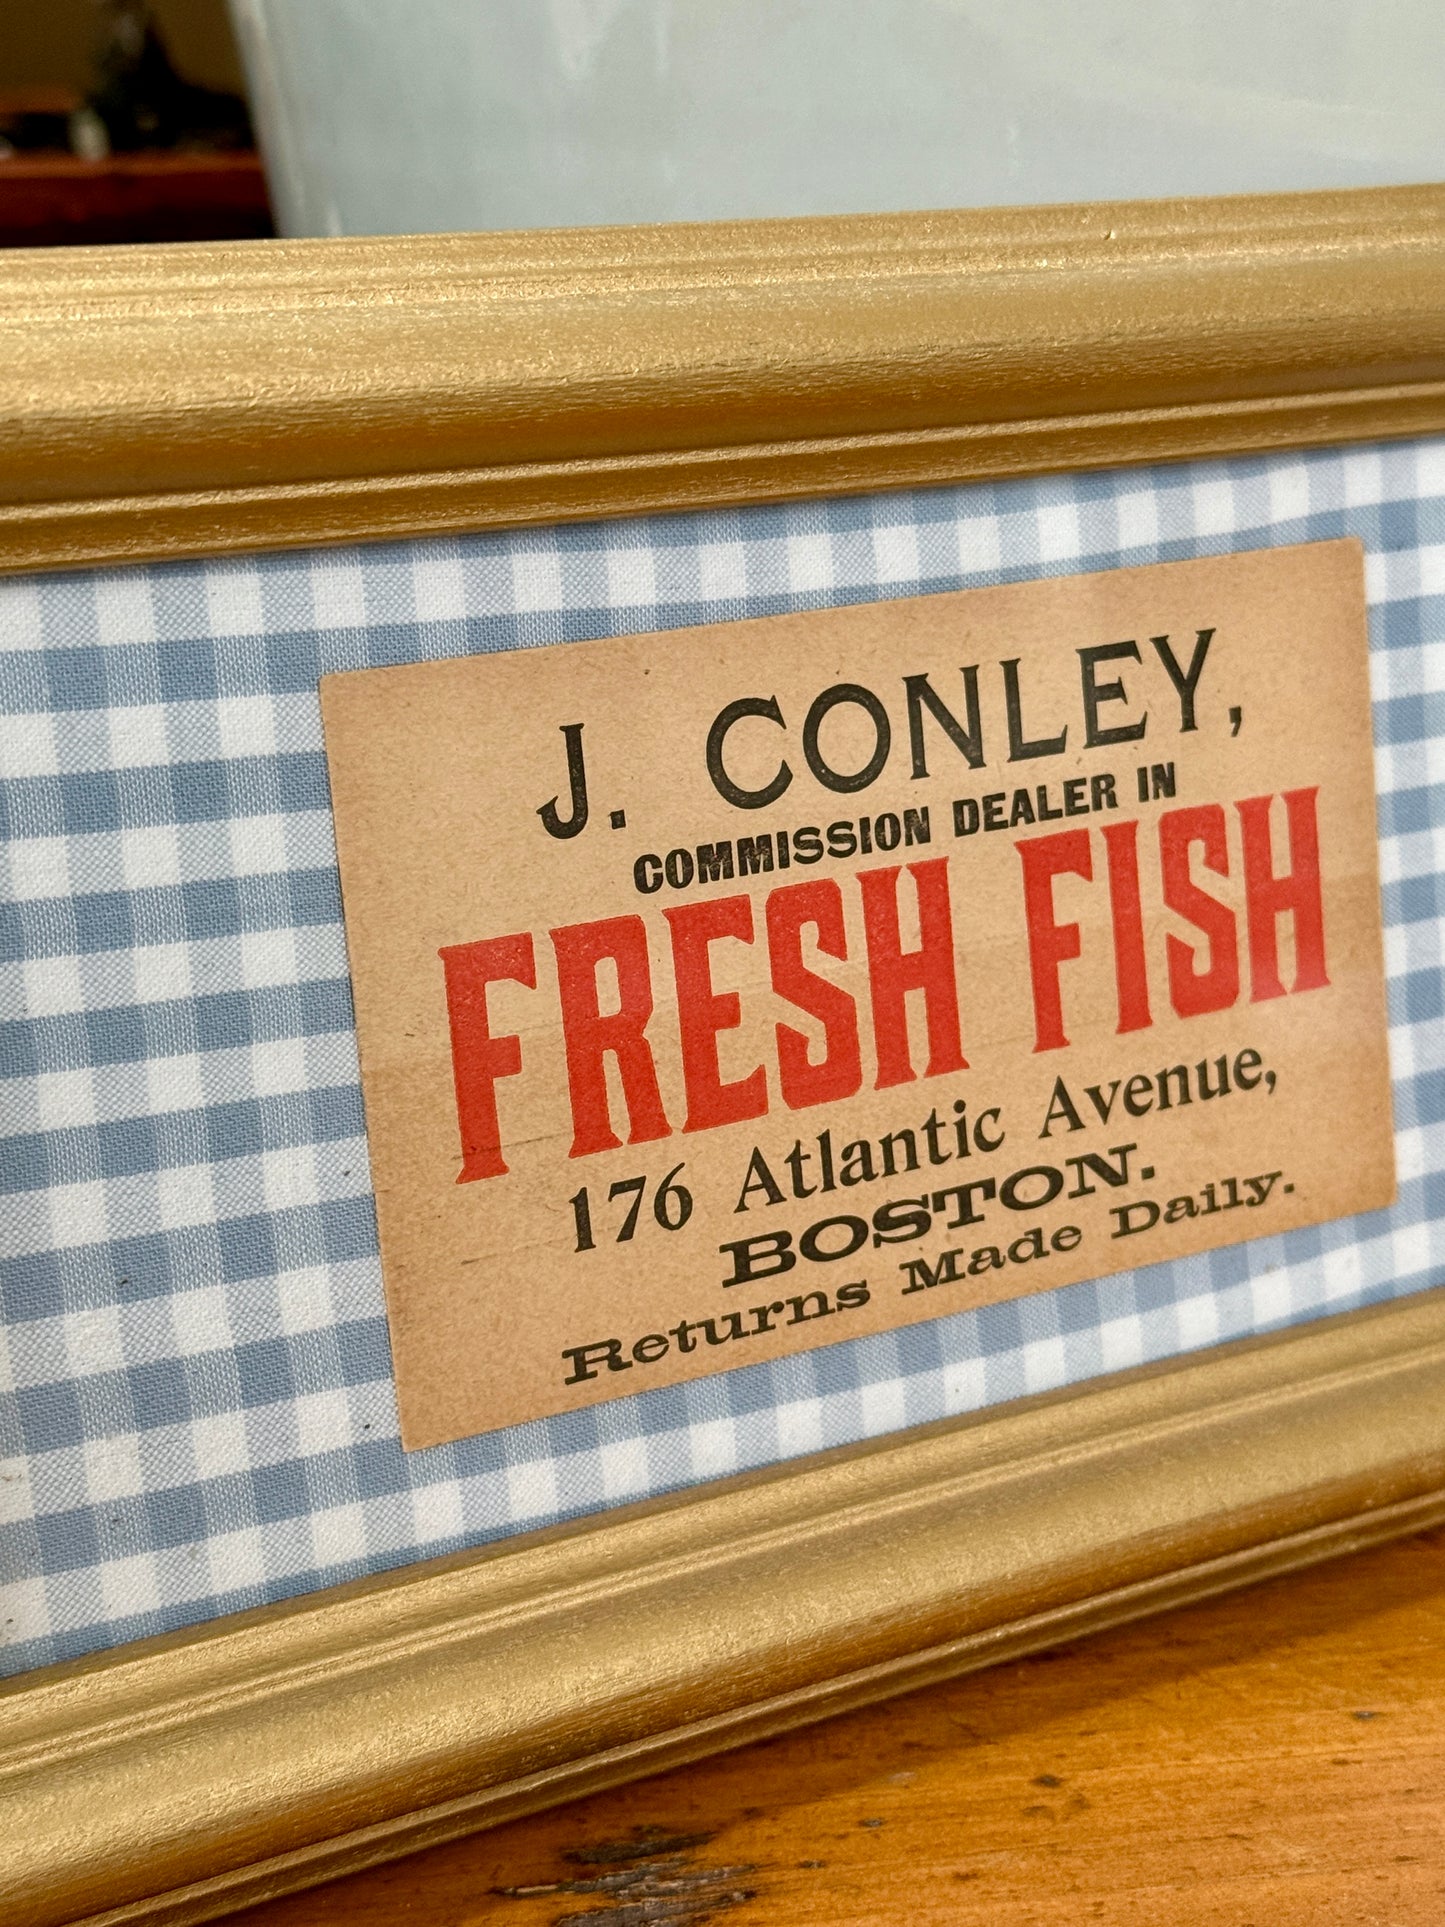 J. CONLEY,
COMMISSION DEALER IN
FRESH FISH
176 Atlantic Avenue,
BOSTON.
Returns Made Daily.